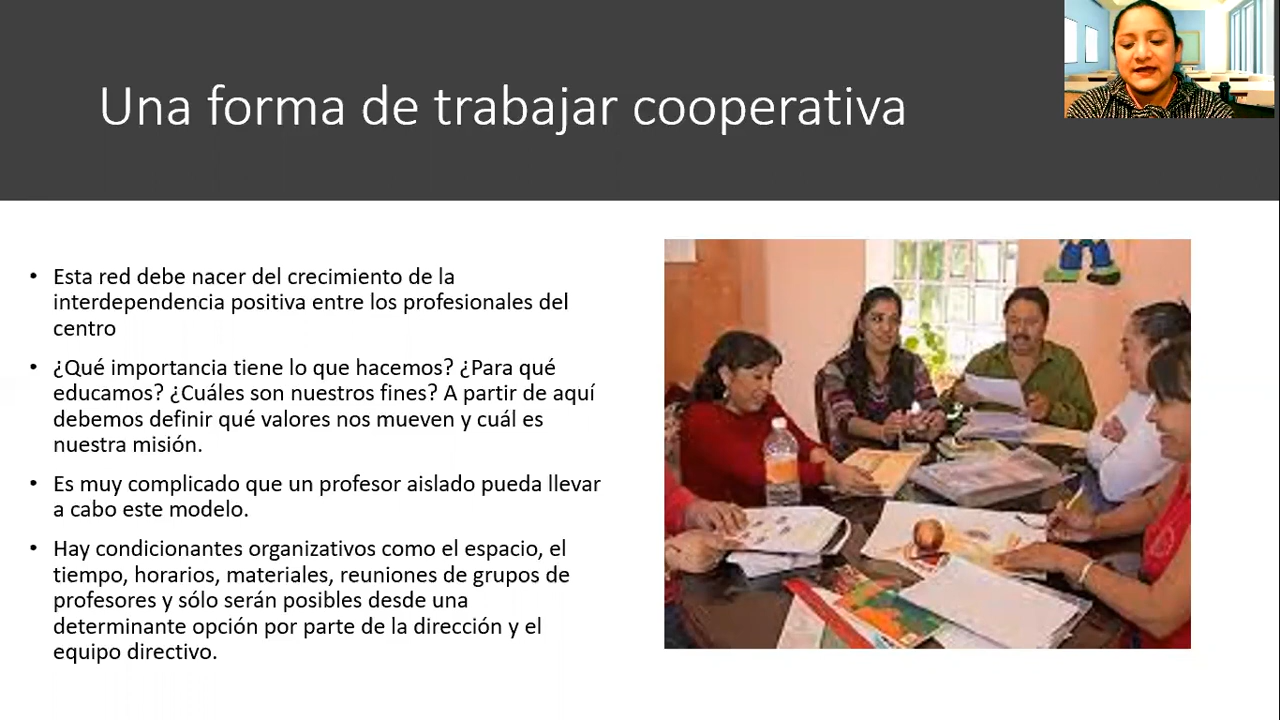 Una forma de trabajar cooperativa
• Esta red debe nacer del crecimiento de la
interdependencia positiva entre los profesionales del
centro
• ¿Qué importancia tiene lo que hacemos? ¿Para qué
educamos? ¿Cuáles son nuestros fines? A partir de aquí
debemos definir qué valores nos mueven y cuál es
nuestra misión.
• Es muy complicado que un profesor aislado pueda llevar
a cabo este modelo.
• Hay condicionantes organizativos como el espacio, el
tiempo, horarios, materiales, reuniones de grupos de
profesores y sólo serán posibles desde una
determinante opción por parte de la dirección y el
equipo directivo.